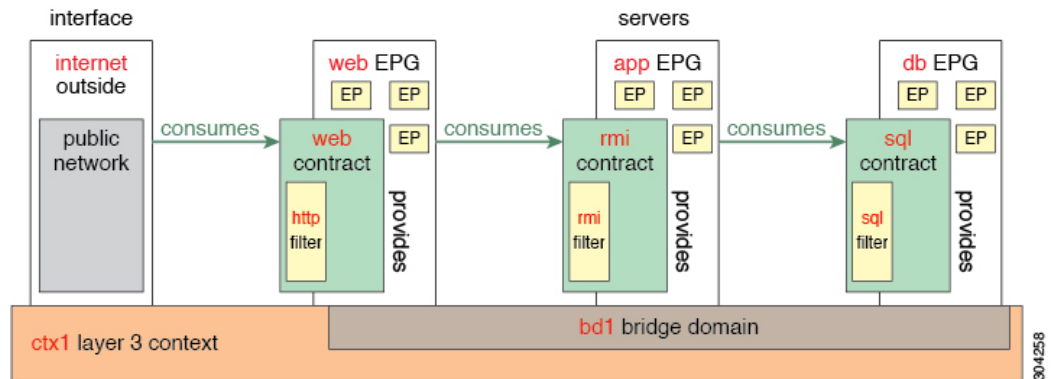 interface
servers
internet
outside
public
network
consumes
web EPG
EP EP
EP
web
contract
http
filter
provides
consumes
app EPG
EP EP
EP
rmi
contract
rmi
filter
provides
consumes
db EPG
EP EP
EP
sql
contract
sql
filter
provides
bd1 bridge domain
ctx1 layer 3 context
304258